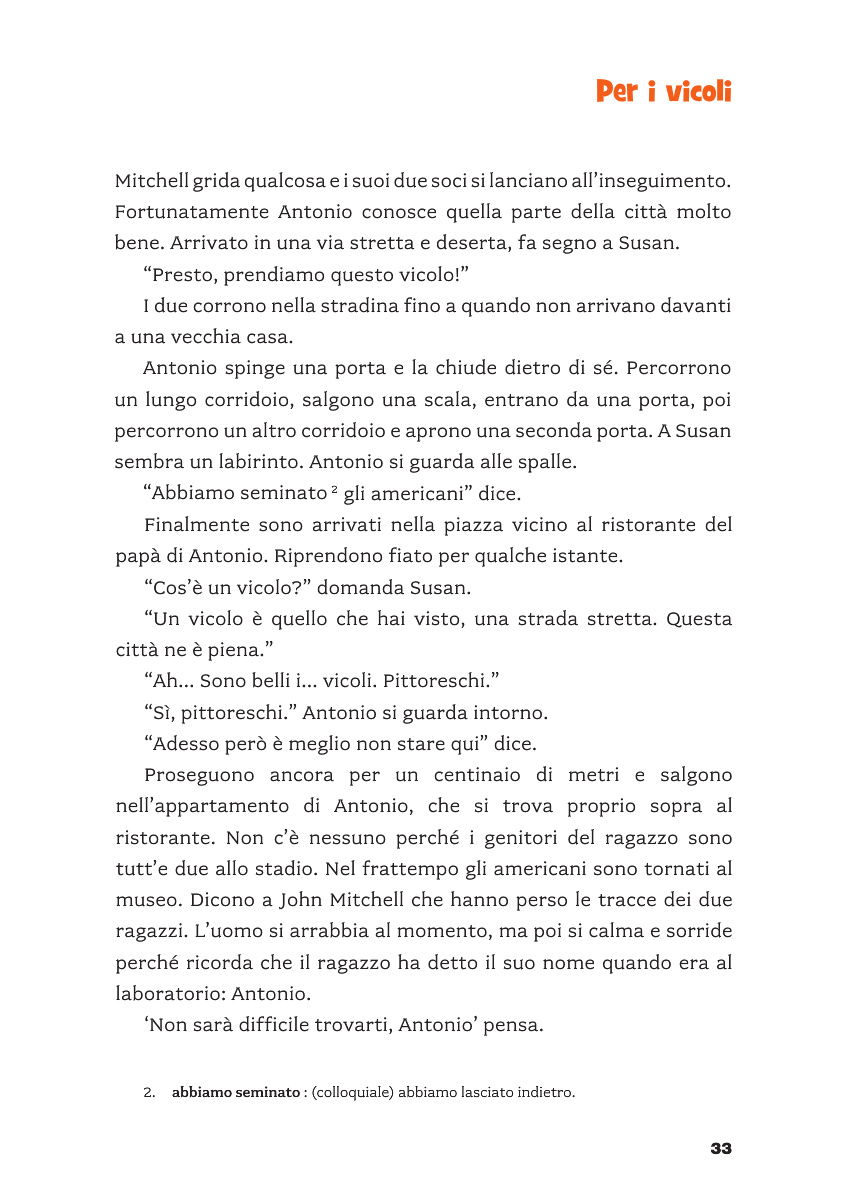 Per i vicoli
Mitchell grida qualcosa e i suoi due soci si lanciano all’inseguimento.
Fortunatamente Antonio conosce quella parte della città molto
bene. Arrivato in una via stretta e deserta, fa segno a Susan.
“Presto, prendiamo questo vicolo!”
I due corrono nella stradina fino a quando non arrivano davanti
a una vecchia casa.
Antonio spinge una porta e la chiude dietro di sé. Percorrono
un lungo corridoio, salgono una scala, entrano da una porta, poi
percorrono un altro corridoio e aprono una seconda porta. A Susan
sembra un labirinto. Antonio si guarda alle spalle.
“Abbiamo seminato ² gli americani” dice.
Finalmente sono arrivati nella piazza vicino al ristorante del
papà di Antonio. Riprendono fiato per qualche istante.
“Cos’è un vicolo?” domanda Susan.
“Un vicolo è quello che hai visto, una strada stretta. Questa
città ne è piena.”
“Ah... Sono belli i... vicoli. Pittoreschi.”
“Sì, pittoreschi.” Antonio si guarda intorno.
“Adesso però è meglio non stare qui” dice.
Proseguono ancora per un centinaio di metri e salgono
nell’appartamento di Antonio, che si trova proprio sopra al
ristorante. Non c’è nessuno perché i genitori del ragazzo sono
tutt’e due allo stadio. Nel frattempo gli americani sono tornati al
museo. Dicono a John Mitchell che hanno perso le tracce dei due
ragazzi. L’uomo si arrabbia al momento, ma poi si calma e sorride
perché ricorda che il ragazzo ha detto il suo nome quando era al
laboratorio: Antonio.
‘Non sarà difficile trovarti, Antonio’ pensa.
2. abbiamo seminato : (colloquiale) abbiamo lasciato indietro.
33